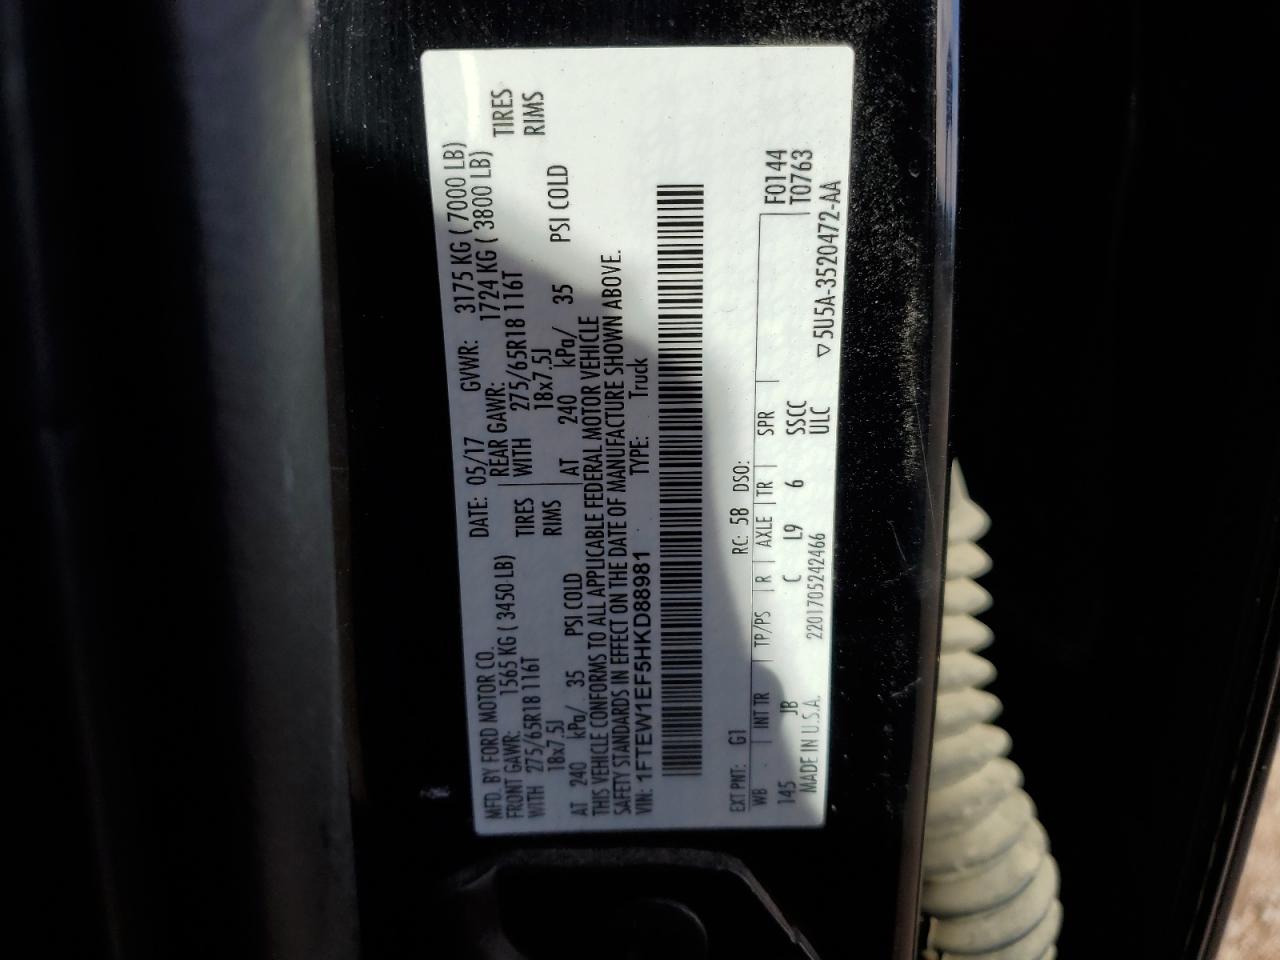 MFD. BY FORD MOTOR CO.
DATE: 05/17 GVWR: 3175 KG ( 7000 LB)
FRONT GAWR: 1565 KG ( 3450 LB)
REAR GAWR: 1724 KG ( 3800 LB)
WITH 275/65R18 116T TIRES
WITH 275/65R18 116T TIRES
18x7.5J RIMS
18x7.5J RIMS
AT 240 kPa/ 35 PSI COLD
AT 240 kPa/ 35 PSI COLD
THIS VEHICLE CONFORMS TO ALL APPLICABLE FEDERAL MOTOR VEHICLE
SAFETY STANDARDS IN EFFECT ON THE DATE OF MANUFACTURE SHOWN ABOVE.
VIN: 1FTEW1EF5HKD88981 TYPE: Truck
EXT PNT: G1 RC: 5B DSO:
WB INT TR TP/PS R AXLE TR SPR F0144
145 JB C L9 6 SSCC T0763
MADE IN U.S.A. 2201705242466 ULC ▽5U5A-3520472-AA